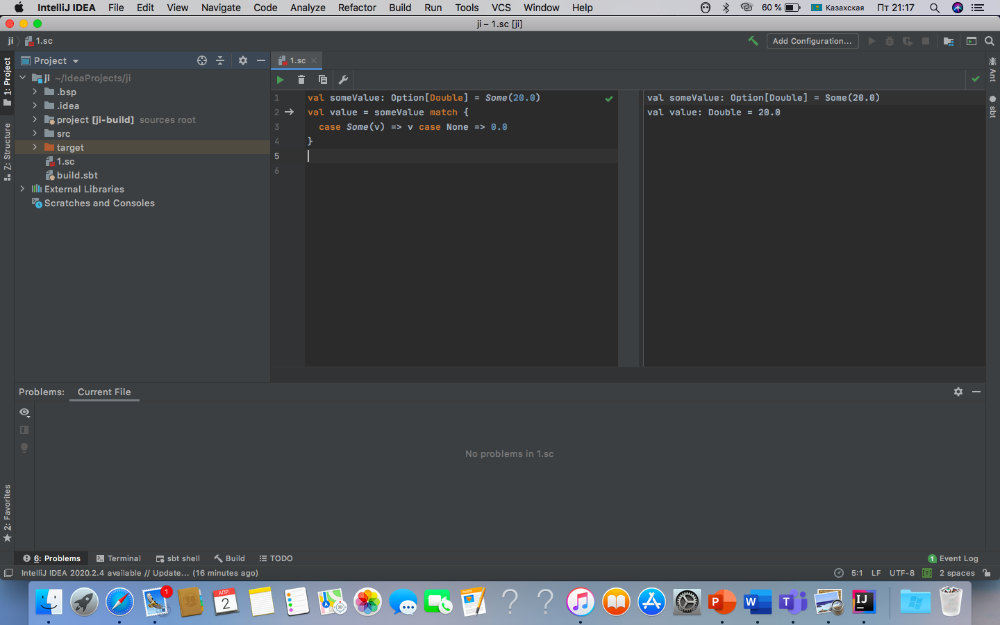 IntelliJ IDEA File Edit View Navigate Code Analyze Refactor Build Run Tools VCS Window Help 60 % Казахская Пт 21:17
ji – 1.sc [ji]
ji 1.sc Add Configuration...
1: Project
Z: Structure
2: Favorites
Project
ji ~/IdeaProjects/ji
.bsp
.idea
project [ji-build] sources root
src
target
1.sc
build.sbt
External Libraries
Scratches and Consoles
1.sc
1 val someValue: Option[Double] = Some(20.0)
2 val value = someValue match {
3 case Some(v) => v case None => 0.0
4 }
5
6
val someValue: Option[Double] = Some(20.0)
val value: Double = 20.0
Ant
sbt
Problems: Current File
No problems in 1.sc
6: Problems Terminal sbt shell Build TODO 1 Event Log
IntelliJ IDEA 2020.2.4 available // Update... (16 minutes ago) 5:1 LF UTF-8 [T] 2 spaces
1
АПР.
2
30
PAGES
? ?
P W T IJ